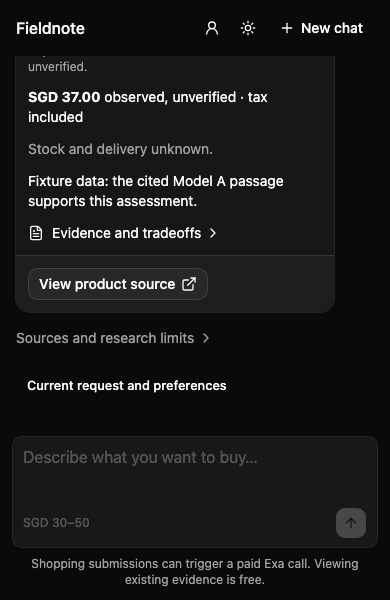 Fieldnote
New chat
unverified.
SGD 37.00 observed, unverified · tax
included
Stock and delivery unknown.
Fixture data: the cited Model A passage
supports this assessment.
Evidence and tradeoffs
View product source
Sources and research limits
Current request and preferences
Describe what you want to buy...
SGD 30–50
Shopping submissions can trigger a paid Exa call. Viewing
existing evidence is free.